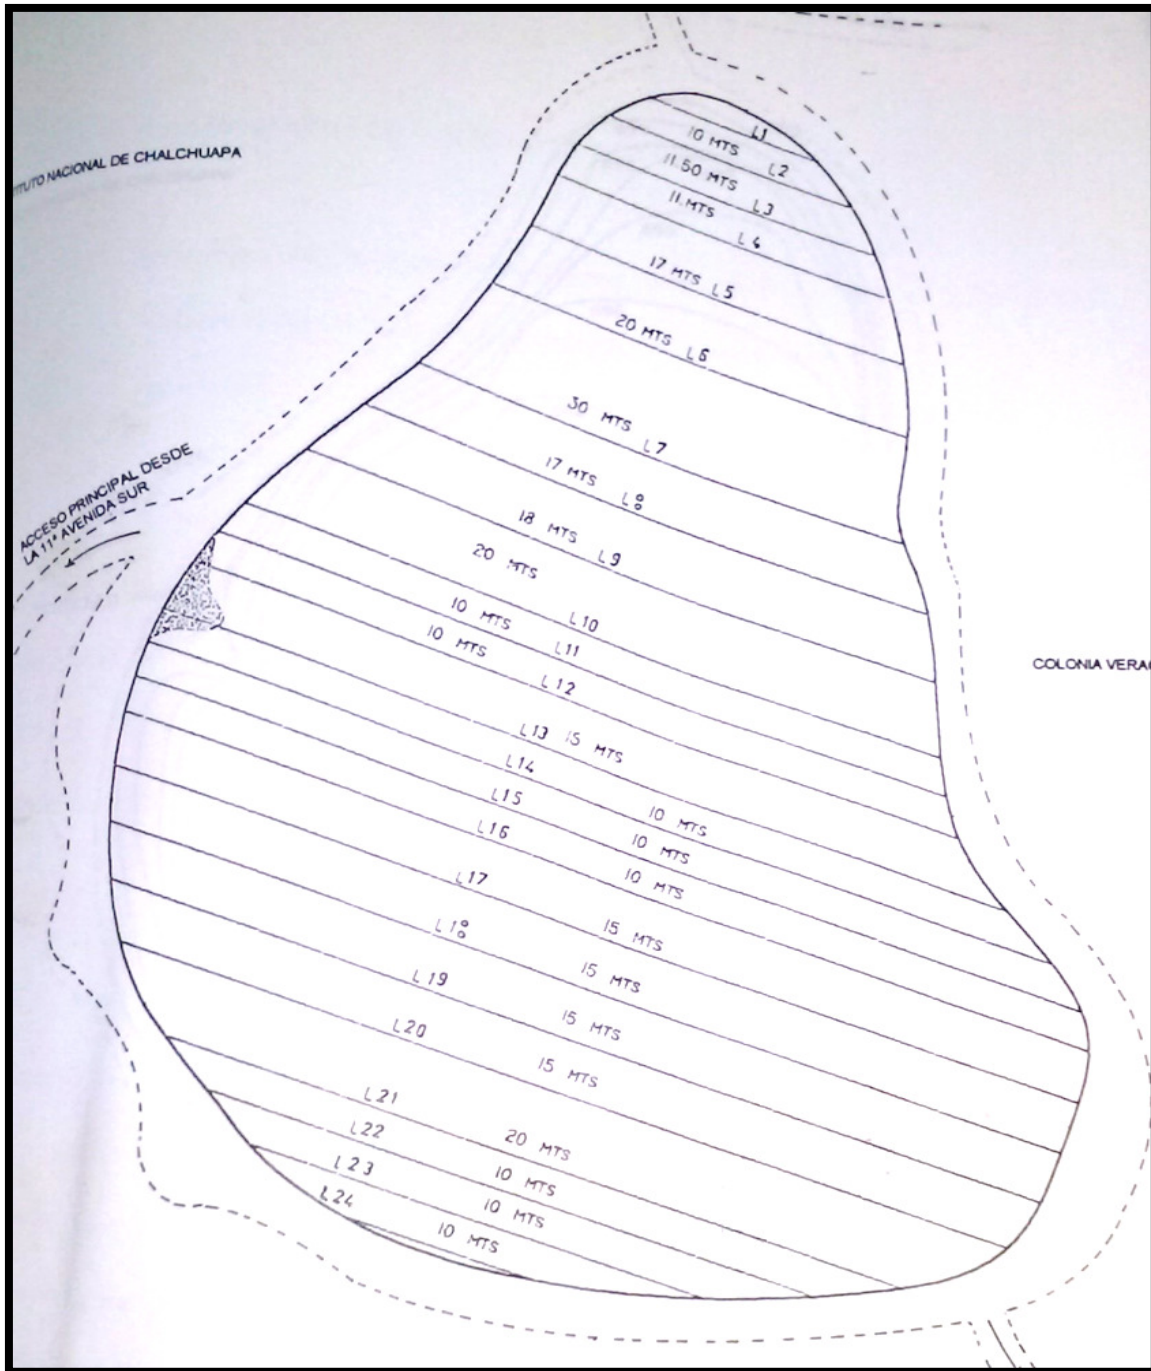 NACIONAL DE CHALCHUAPA
L1
10 MTS L2
11.50 MTS L3
11.MTS L4
17 MTS L5
20 MTS L6
30 MTS L7
17 MTS L8
18 MTS L9
20 MTS
L10
10 MTS L11
10 MTS L12
ACCESO PRINCIPAL DESDE
LA 11ª AVENIDA SUR
COLONIA
L13 15 MTS
L14 10 MTS
L15 10 MTS
L16 10 MTS
L17 15 MTS
L18 15 MTS
L19 15 MTS
L20 15 MTS
L21 20 MTS
L22 10 MTS
L23 10 MTS
L24 10 MTS